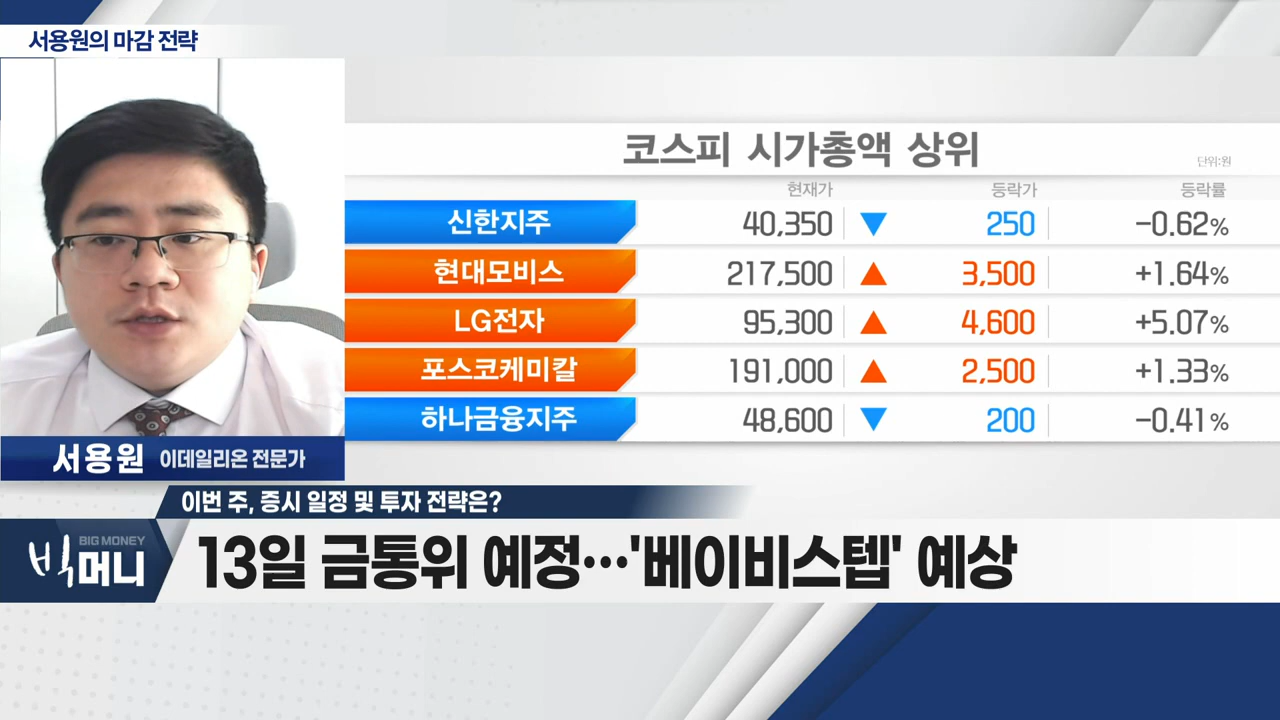 서용원의 마감 전략
코스피 시가총액 상위
단위:원
현재가 등락가 등락률
신한지주 40,350 ▼ 250 -0.62%
현대모비스 217,500 ▲ 3,500 +1.64%
LG전자 95,300 ▲ 4,600 +5.07%
포스코케미칼 191,000 ▲ 2,500 +1.33%
하나금융지주 48,600 ▼ 200 -0.41%
서용원 이데일리온 전문가
이번 주, 증시 일정 및 투자 전략은?
BIG MONEY
빅머니
13일 금통위 예정…'베이비스텝' 예상